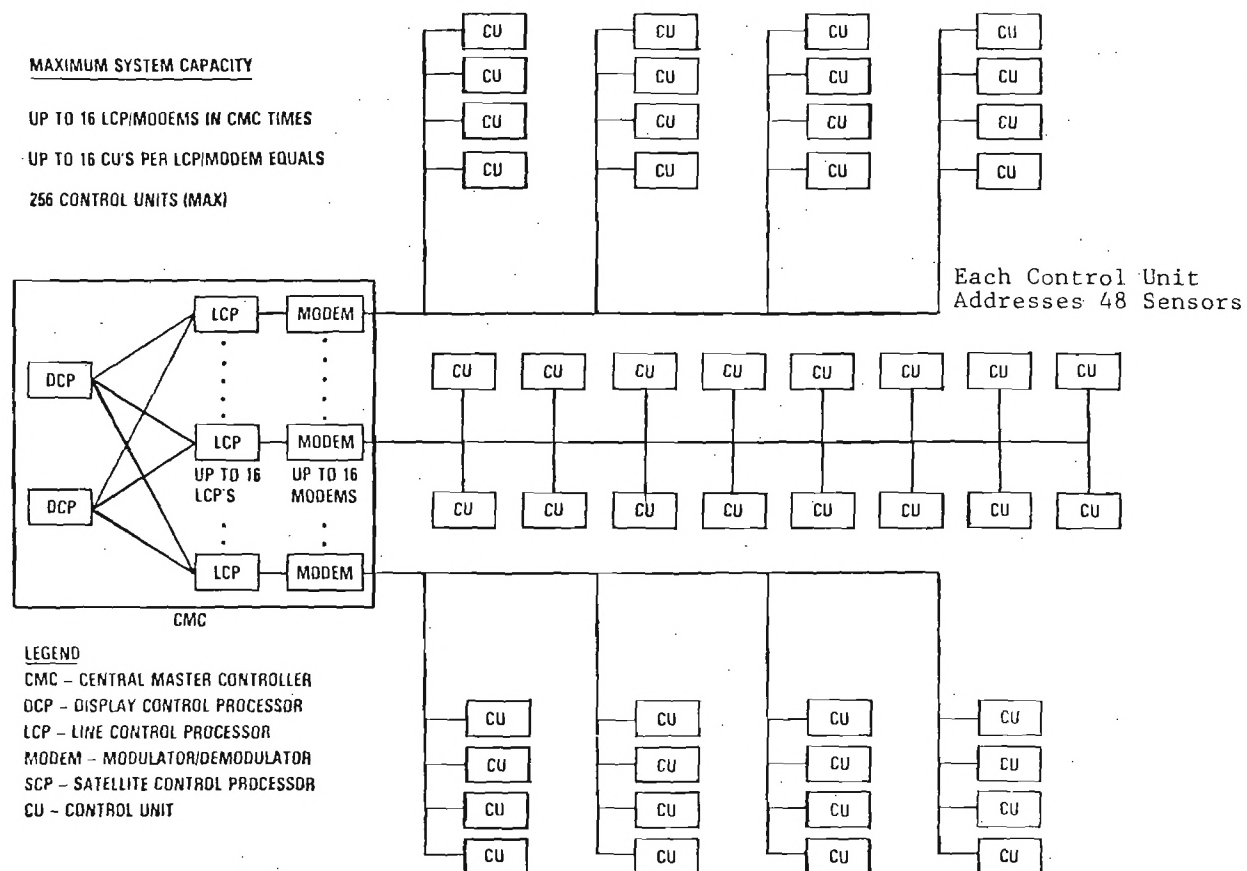 MAXIMUM SYSTEM CAPACITY
UP TO 16 LCP/MODEMS IN CMC TIMES
UP TO 16 CU'S PER LCP/MODEM EQUALS
256 CONTROL UNITS (MAX)
CU CU CU CU
CU CU CU CU
CU CU CU CU
CU CU CU CU
Each Control Unit
Addresses 48 Sensors
LCP MODEM
DCP
CU CU CU CU CU CU CU CU
LCP MODEM
UP TO 16 UP TO 16
LCP'S MODEMS
DCP
CU CU CU CU CU CU CU CU
LCP MODEM
CMC
LEGEND
CMC – CENTRAL MASTER CONTROLLER
DCP – DISPLAY CONTROL PROCESSOR
LCP – LINE CONTROL PROCESSOR
MODEM – MODULATOR/DEMODULATOR
SCP – SATELLITE CONTROL PROCESSOR
CU – CONTROL UNIT
CU CU CU CU
CU CU CU CU
CU CU CU CU
CU CU CU CU